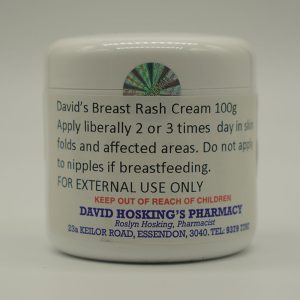 David's Breast Rash Cream 100g
Apply liberally 2 or 3 times day in skin
folds and affected areas. Do not apply
to nipples if breastfeeding.
FOR EXTERNAL USE ONLY
KEEP OUT OF REACH OF CHILDREN
DAVID HOSKING'S PHARMACY
Roslyn Hosking, Pharmacist
23a KEILOR ROAD, ESSENDON, 3040. TEL: 9379